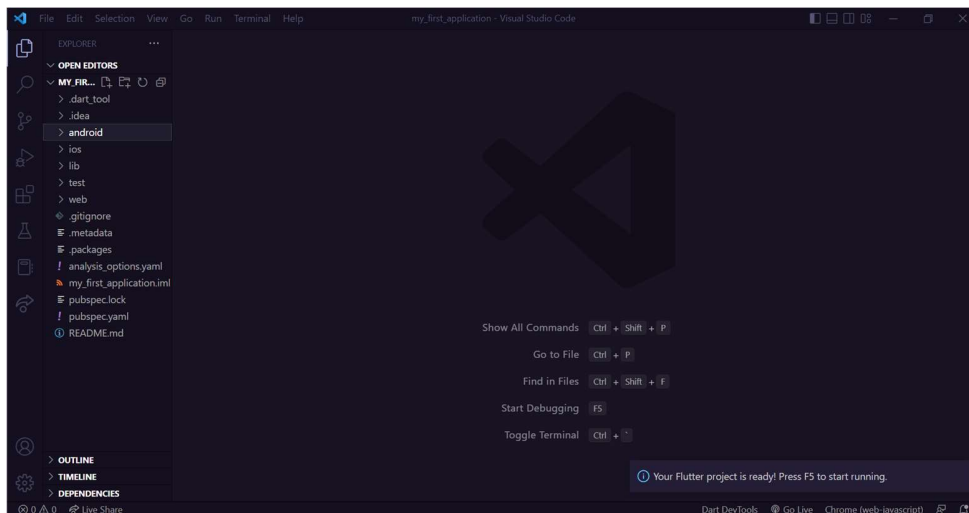 File Edit Selection View Go Run Terminal Help my_first_application - Visual Studio Code
EXPLORER
OPEN EDITORS
MY_FIR...
.dart_tool
.idea
android
ios
lib
test
web
.gitignore
.metadata
.packages
analysis_options.yaml
my_first_application.iml
pubspec.lock
pubspec.yaml
README.md
Show All Commands Ctrl + Shift + P
Go to File Ctrl + P
Find in Files Ctrl + Shift + F
Start Debugging F5
Toggle Terminal Ctrl + `
OUTLINE
TIMELINE
DEPENDENCIES
Your Flutter project is ready! Press F5 to start running.
0 0 Live Share Dart DevTools Go Live Chrome (web-javascript)